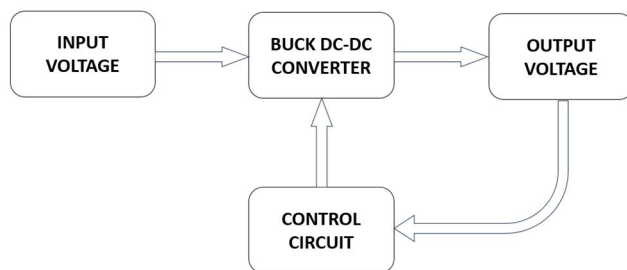 INPUT
VOLTAGE
BUCK DC-DC
CONVERTER
OUTPUT
VOLTAGE
CONTROL
CIRCUIT